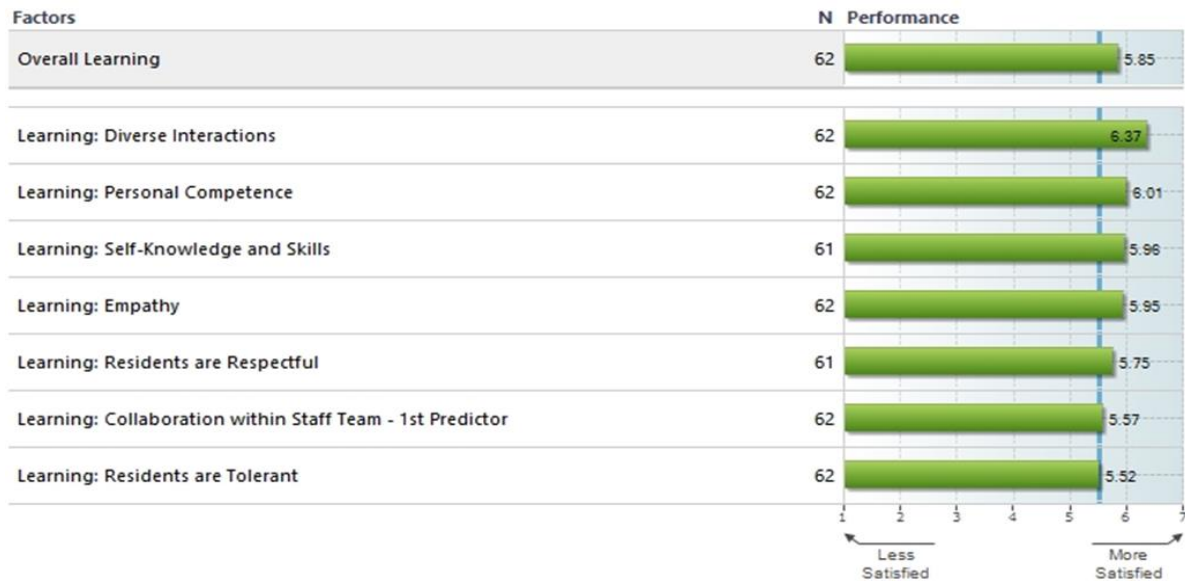 Factors N Performance
Overall Learning 62 5.85
Learning: Diverse Interactions 62 6.37
Learning: Personal Competence 62 6.01
Learning: Self-Knowledge and Skills 61 5.96
Learning: Empathy 62 5.95
Learning: Residents are Respectful 61 5.75
Learning: Collaboration within Staff Team - 1st Predictor 62 5.57
Learning: Residents are Tolerant 62 5.52
1 2 3 4 5 6 7
Less More
Satisfied Satisfied